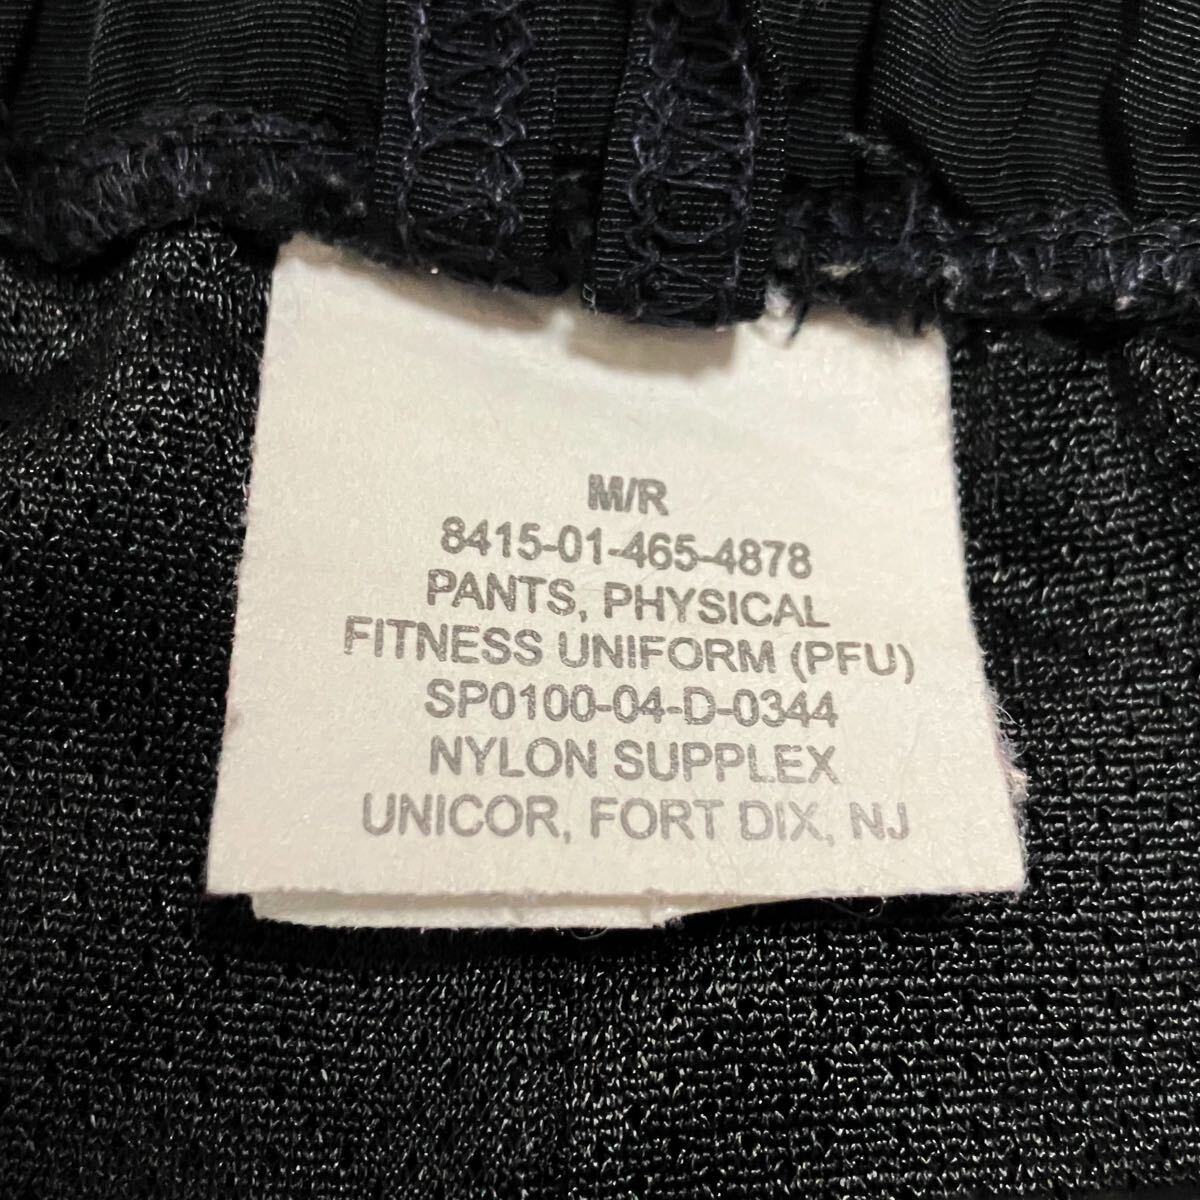 M/R
8415-01-465-4878
PANTS, PHYSICAL
FITNESS UNIFORM (PFU)
SP0100-04-D-0344
NYLON SUPPLEX
UNICOR, FORT DIX, NJ